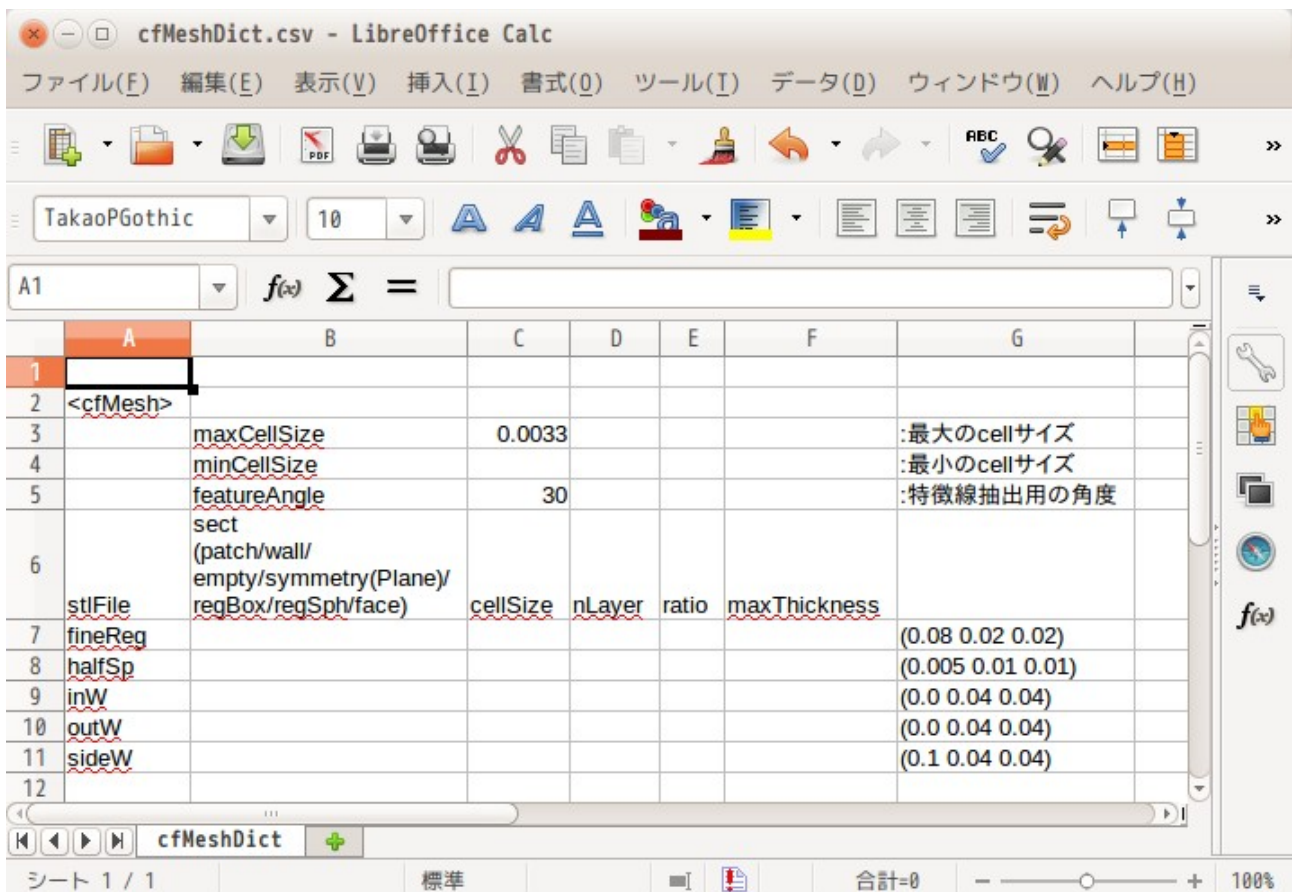 cfMeshDict.csv - LibreOffice Calc
ファイル(F) 編集(E) 表示(V) 挿入(I) 書式(O) ツール(T) データ(D) ウィンドウ(W) ヘルプ(H)
PDF ABC »
TakaoPGothic 10 »
A1 f(x) Σ =
A B C D E F G
1
2 <cfMesh>
3 maxCellSize 0.0033 :最大のcellサイズ
4 minCellSize :最小のcellサイズ
5 featureAngle 30 :特徴線抽出用の角度
sect
(patch/wall/
6 empty/symmetry(Plane)/
stlFile regBox/regSph/face) cellSize nLayer ratio maxThickness
7 fineReg (0.08 0.02 0.02)
8 halfSp (0.005 0.01 0.01)
9 inW (0.0 0.04 0.04)
10 outW (0.0 0.04 0.04)
11 sideW (0.1 0.04 0.04)
12
cfMeshDict
シート 1 / 1 標準 合計=0 100%